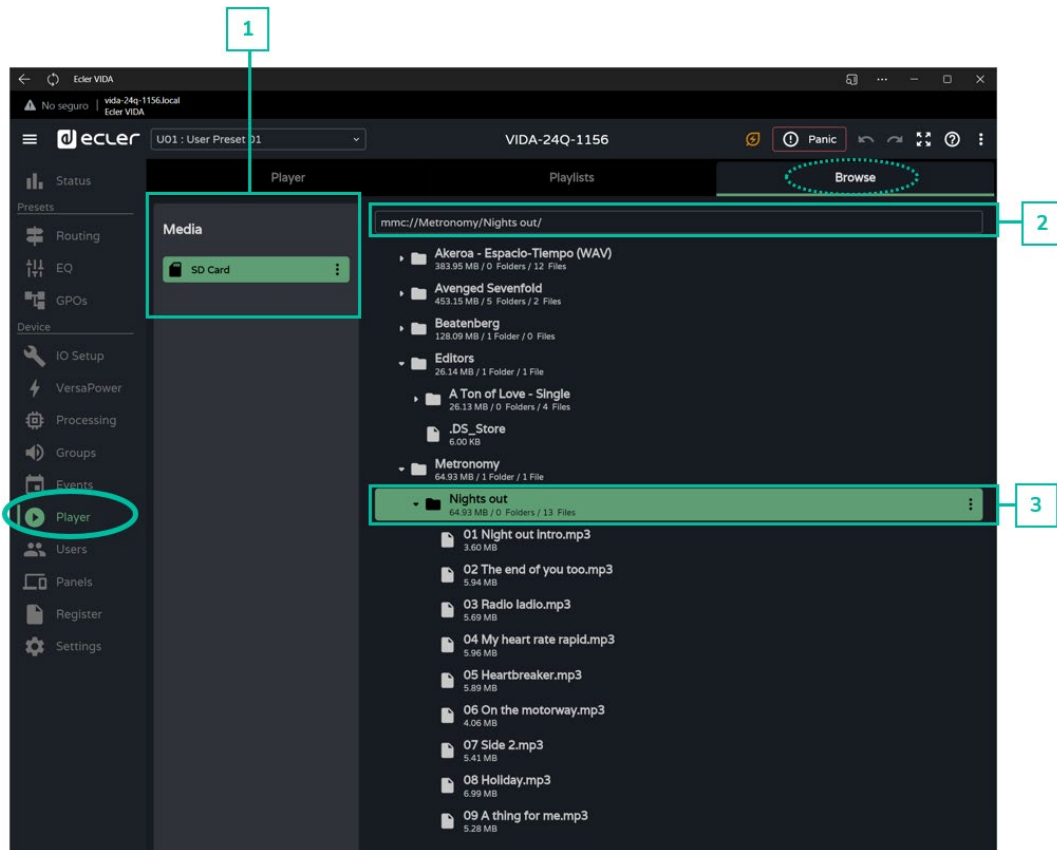 1
Ecler VIDA
No seguro
vida-24q-1156.local
Ecler VIDA
ecler
U01 : User Preset 01
VIDA-24Q-1156
Panic
Status
Presets
Routing
EQ
GPOs
Device
IO Setup
VersaPower
Processing
Groups
Events
Player
Users
Panels
Register
Settings
Player
Playlists
Browse
Media
SD Card
mmc://Metronomy/Nights out/
2
Akeroa - Espacio-Tiempo (WAV)
383.95 MB / 0 Folders / 12 Files
Avenged Sevenfold
453.15 MB / 5 Folders / 2 Files
Beatenberg
128.09 MB / 1 Folder / 0 Files
Editors
26.14 MB / 1 Folder / 1 File
A Ton of Love - Single
26.13 MB / 0 Folders / 4 Files
.DS_Store
6.00 KB
Metronomy
64.93 MB / 1 Folder / 1 File
Nights out
64.93 MB / 0 Folders / 13 Files
3
01 Night out intro.mp3
3.60 MB
02 The end of you too.mp3
5.94 MB
03 Radio ladio.mp3
5.69 MB
04 My heart rate rapid.mp3
5.96 MB
05 Heartbreaker.mp3
5.89 MB
06 On the motorway.mp3
4.06 MB
07 Side 2.mp3
5.41 MB
08 Holiday.mp3
6.99 MB
09 A thing for me.mp3
5.28 MB